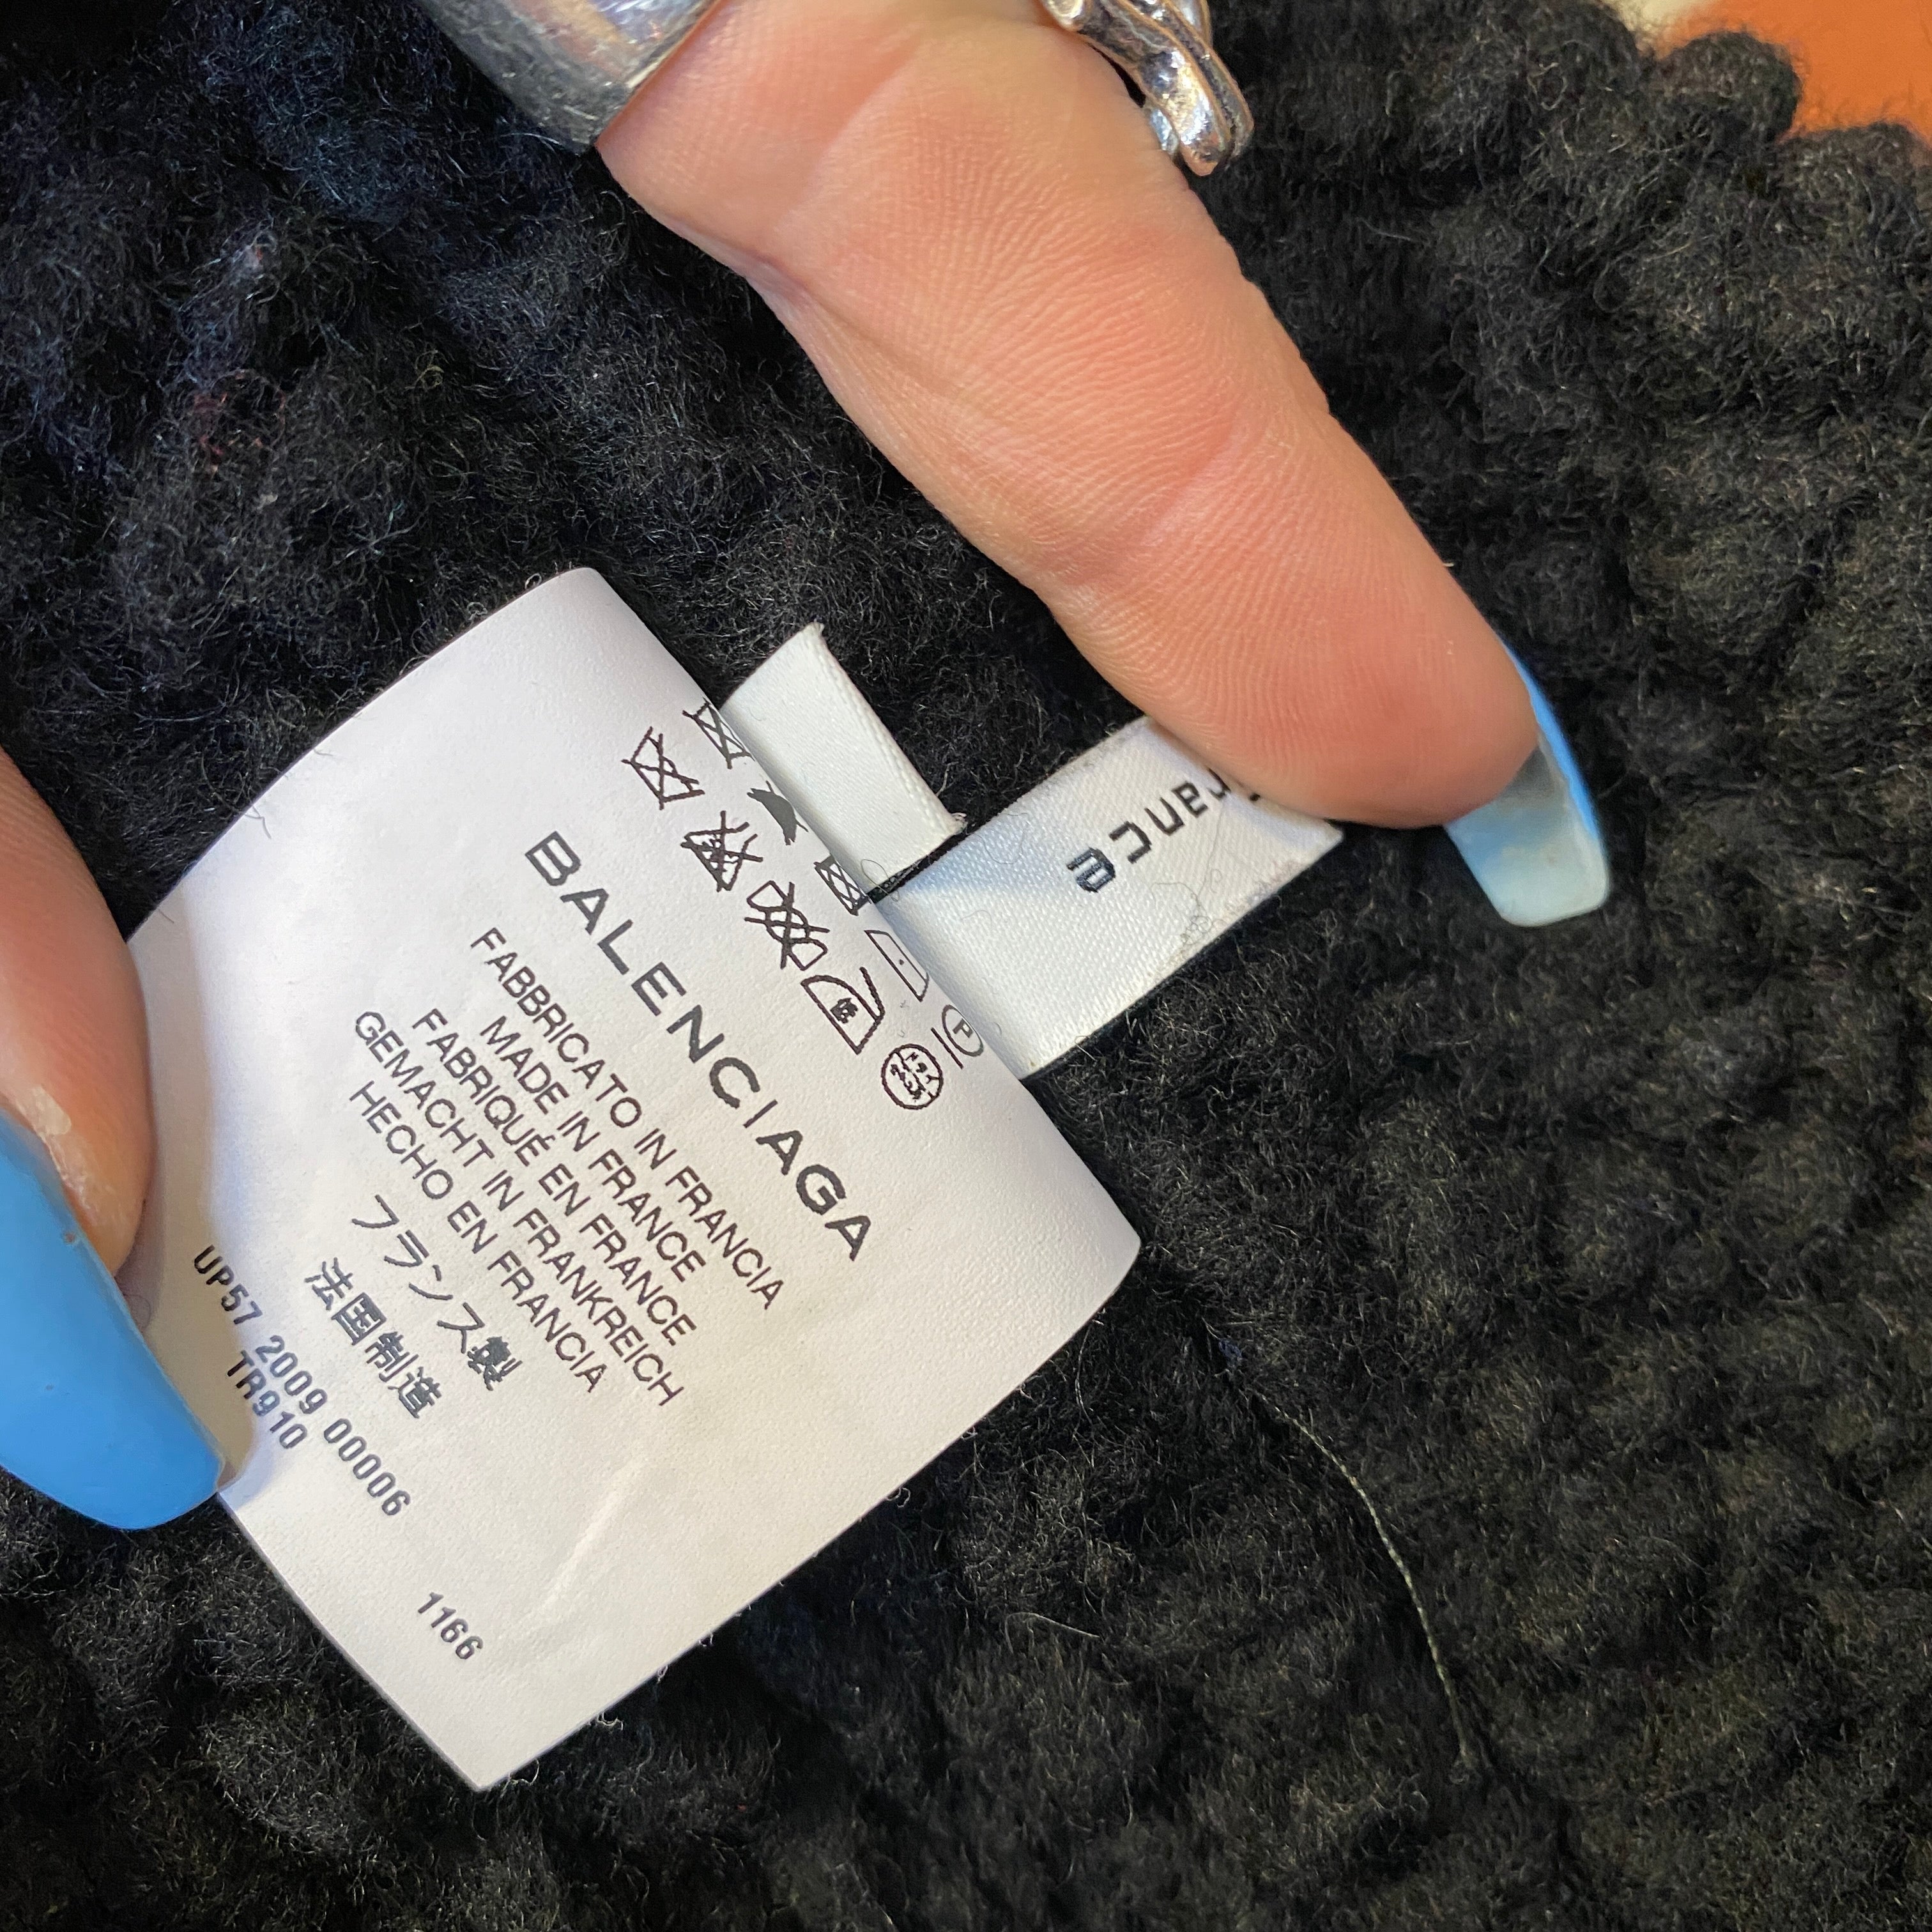 BALENCIAGA
FABBRICATO IN FRANCIA
MADE IN FRANCE
FABRIQUÉ EN FRANCE
GEMACHT IN FRANKREICH
HECHO EN FRANCIA
フランス製
法国制造
UP57 2009 00006
TR910
1166
P